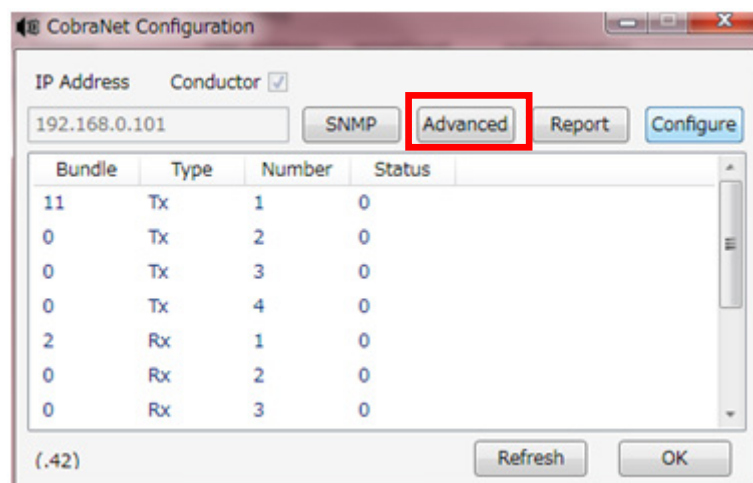 CobraNet Configuration
IP Address Conductor
192.168.0.101 SNMP Advanced Report Configure
Bundle Type Number Status
11 Tx 1 0
0 Tx 2 0
0 Tx 3 0
0 Tx 4 0
2 Rx 1 0
0 Rx 2 0
0 Rx 3 0
(.42) Refresh OK